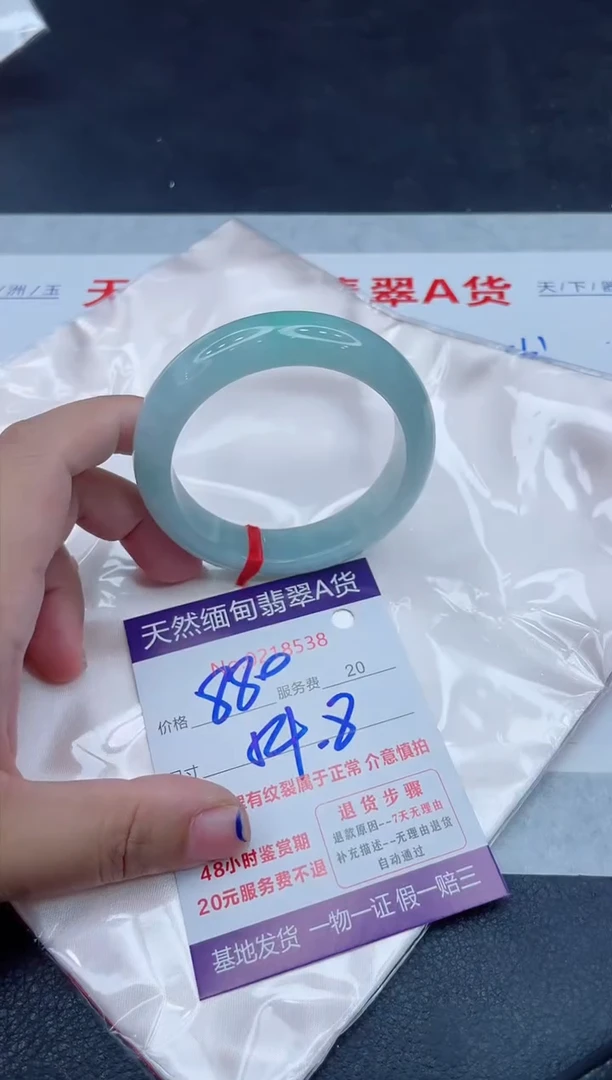 洲/玉
天
翡翠A货
天/下/
天然缅甸翡翠A货
No 0218538
价格 880 服务费 20
寸 54.8
有纹裂属于正常 介意慎拍
48小时鉴赏期
20元服务费不退
退货步骤
退款原因--7天无理由
补充描述--无理由退货
自动通过
基地发货 一物一证 假一赔三